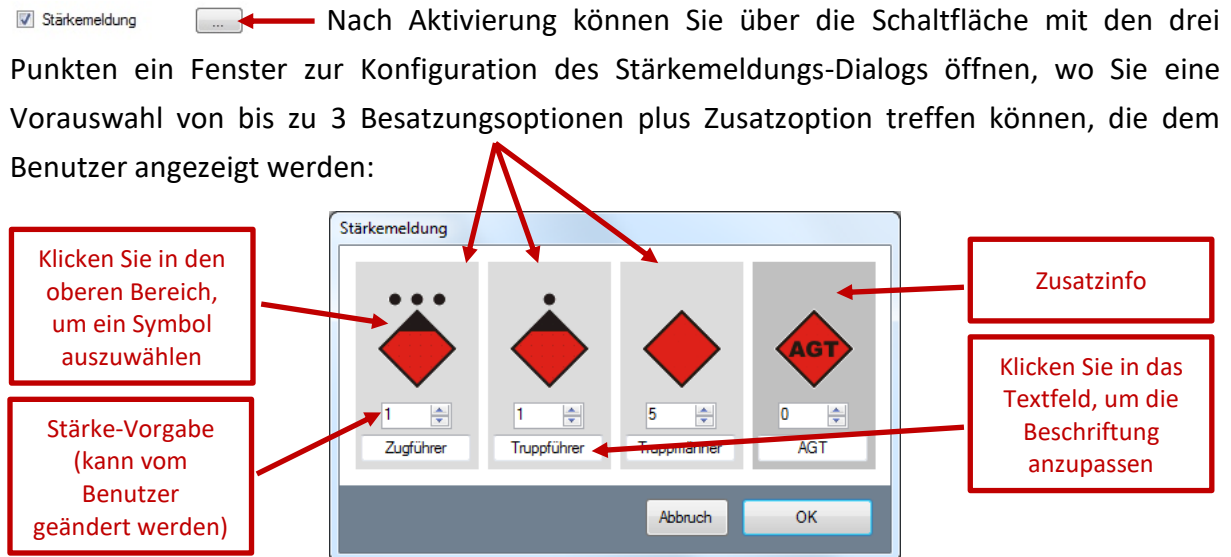 Stärkemeldung ... Nach Aktivierung können Sie über die Schaltfläche mit den drei
Punkten ein Fenster zur Konfiguration des Stärkemeldungs-Dialogs öffnen, wo Sie eine
Vorauswahl von bis zu 3 Besatzungsoptionen plus Zusatzoption treffen können, die dem
Benutzer angezeigt werden:
Klicken Sie in den
oberen Bereich,
um ein Symbol
auszuwählen
Stärke-Vorgabe
(kann vom
Benutzer
geändert werden)
Stärkemeldung
AGT
1 1 5 0
Zugführer Truppführer Truppmänner AGT
Abbruch OK
Zusatzinfo
Klicken Sie in das
Textfeld, um die
Beschriftung
anzupassen